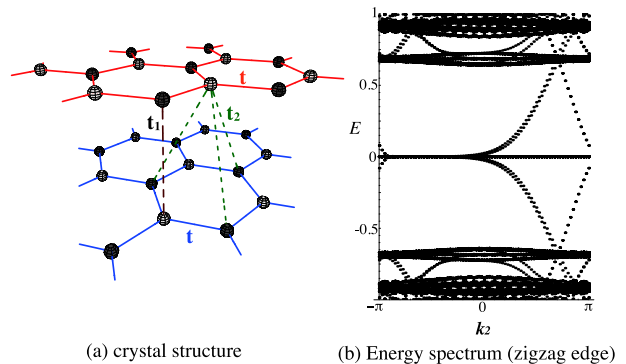 t
t₁
t₂
t
(a) crystal structure
1
0.5
E
0
-0.5
-π
0
π
k₂
(b) Energy spectrum (zigzag edge)